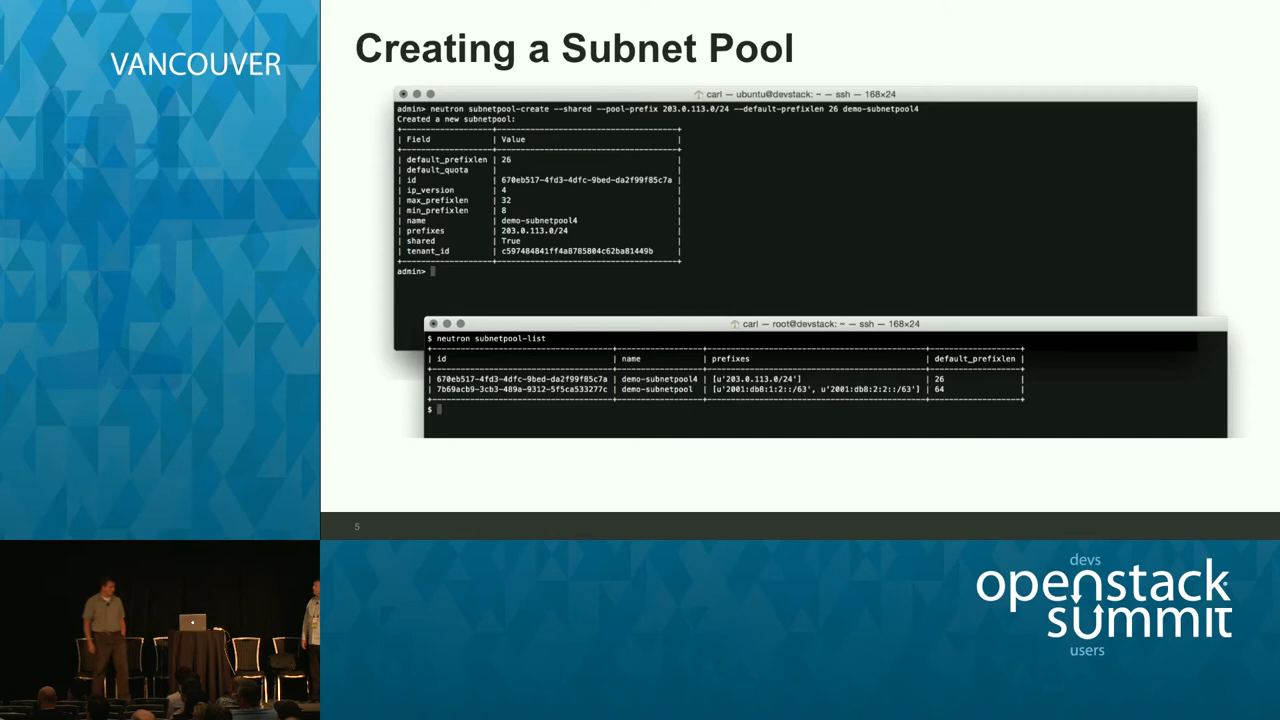 VANCOUVER
Creating a Subnet Pool
carl — ubuntu@devstack: ~ — ssh — 168×24
admin> neutron subnetpool-create --shared --pool-prefix 203.0.113.0/24 --default-prefixlen 26 demo-subnetpool4
Created a new subnetpool:
| Field | Value |
| default_prefixlen | 26 |
| default_quota | |
| id | 670eb517-4fd3-4dfc-9bed-da2f99f85c7a |
| ip_version | 4 |
| max_prefixlen | 32 |
| min_prefixlen | 8 |
| name | demo-subnetpool4 |
| prefixes | 203.0.113.0/24 |
| shared | True |
| tenant_id | c597484841ff4a8785804c62ba81449b |
admin>
carl — root@devstack: ~ — ssh — 168×24
$ neutron subnetpool-list
| id | name | prefixes | default_prefixlen |
| 670eb517-4fd3-4dfc-9bed-da2f99f85c7a | demo-subnetpool4 | [u'203.0.113.0/24'] | 26 |
| 7b69acb9-3cb3-489a-9312-5f5ca533277c | demo-subnetpool | [u'2001:db8:1:2::/63', u'2001:db8:2:2::/63'] | 64 |
$
5
devs
openstack
summit
users